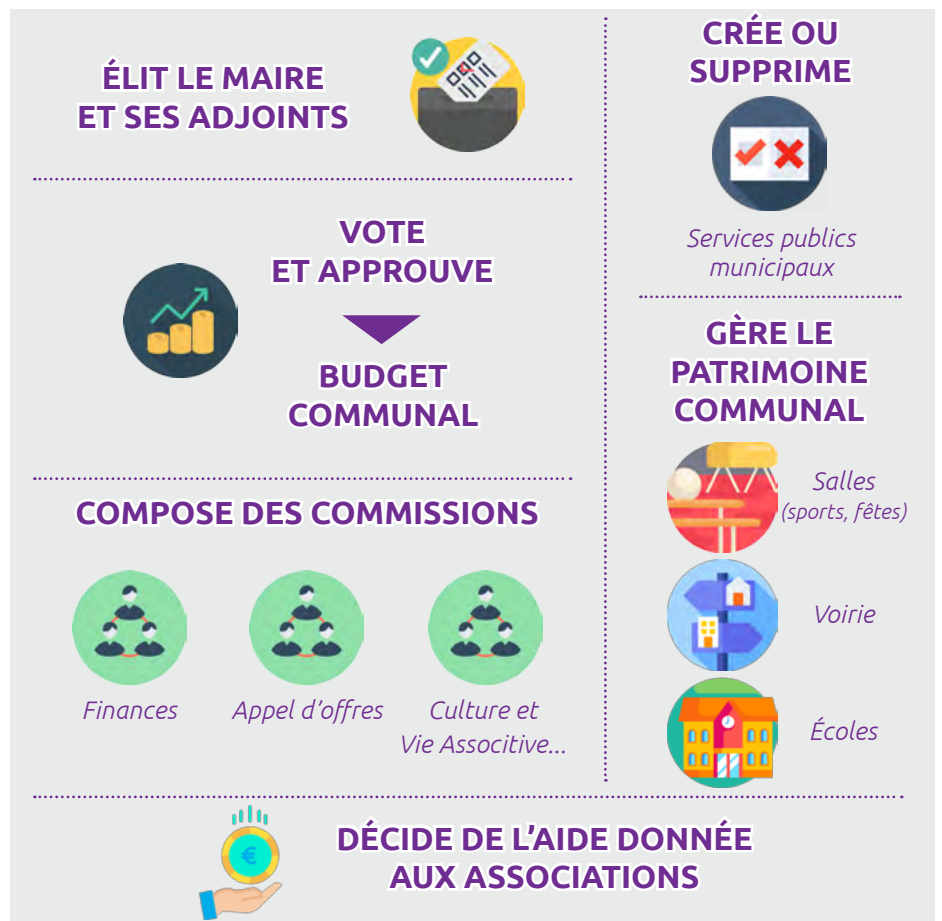 ÉLIT LE MAIRE
ET SES ADJOINTS
VOTE
ET APPROUVE
BUDGET
COMMUNAL
COMPOSE DES COMMISSIONS
Finances
Appel d’offres
Culture et
Vie Associtive...
CRÉE OU
SUPPRIME
Services publics
municipaux
GÈRE LE
PATRIMOINE
COMMUNAL
Salles
(sports, fêtes)
Voirie
Écoles
DÉCIDE DE L’AIDE DONNÉE
AUX ASSOCIATIONS